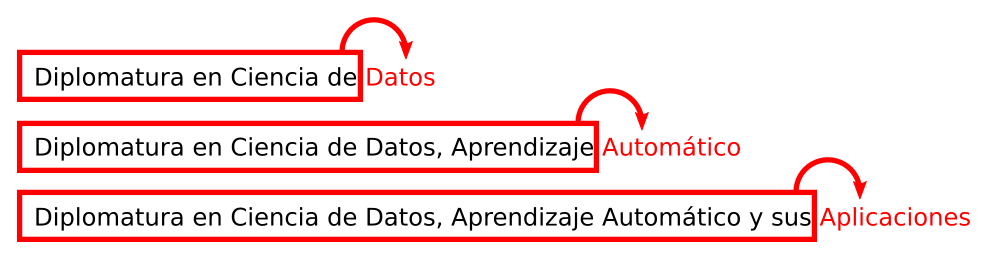 Diplomatura en Ciencia de Datos
Diplomatura en Ciencia de Datos, Aprendizaje Automático
Diplomatura en Ciencia de Datos, Aprendizaje Automático y sus Aplicaciones